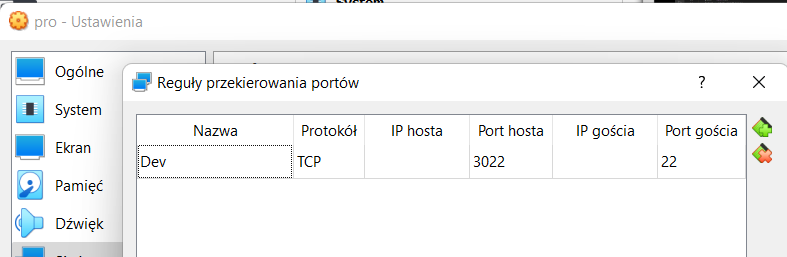 System
pro - Ustawienia
Ogólne
System
Ekran
Pamięć
Dźwięk
Reguły przekierowania portów
? 
Nazwa Protokół IP hosta Port hosta IP gościa Port gościa
Dev TCP 3022 22